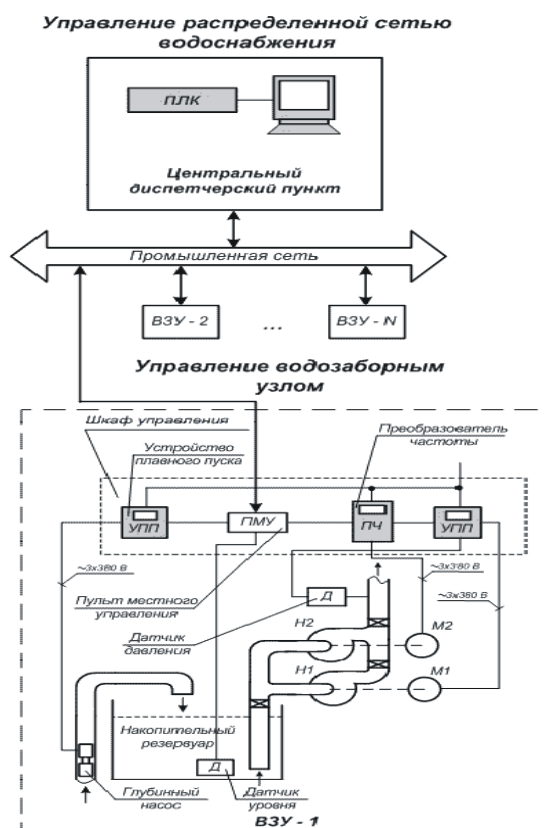 Управление распределенной сетью
водоснабжения
ПЛК
Центральный
диспетчерский пункт
Промышленная сеть
ВЗУ - 2
...
ВЗУ - N
Управление водозаборным
узлом
Шкаф управления
Устройство
плавного пуска
Преобразователь
частоты
УПП
ПМУ
ПЧ
УПП
~3х380 В
~3х380 В
~3х380 В
Пульт местного
управления
Д
Датчик
давления
Н2
М2
Н1
М1
Накопительный
резервуар
Д
Глубинный
насос
Датчик
уровня
ВЗУ - 1